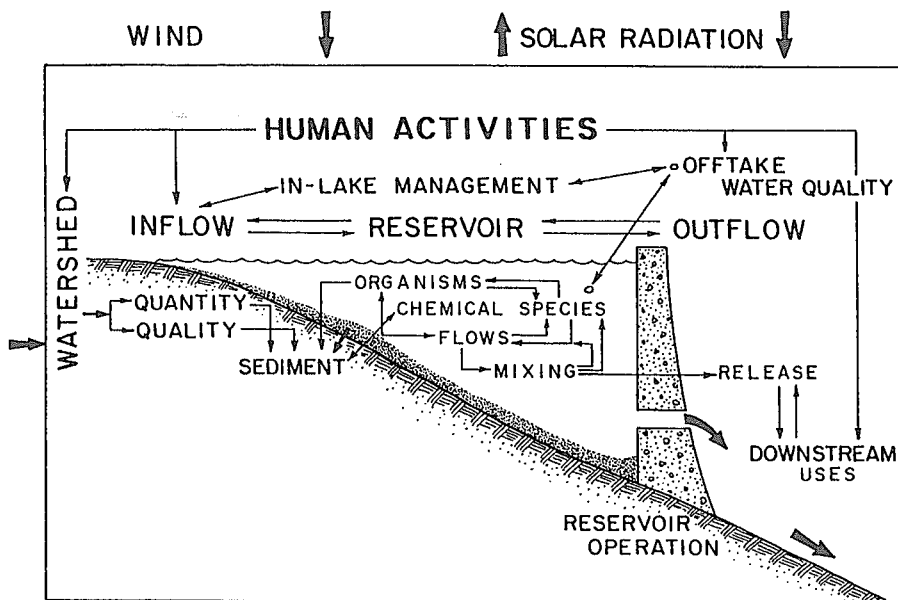 WIND
SOLAR RADIATION
HUMAN ACTIVITIES
OFFTAKE
WATER QUALITY
IN-LAKE MANAGEMENT
INFLOW
RESERVOIR
OUTFLOW
WATERSHED
ORGANISMS
QUANTITY
CHEMICAL SPECIES
QUALITY
FLOWS
SEDIMENT
MIXING
RELEASE
DOWNSTREAM
USES
RESERVOIR
OPERATION